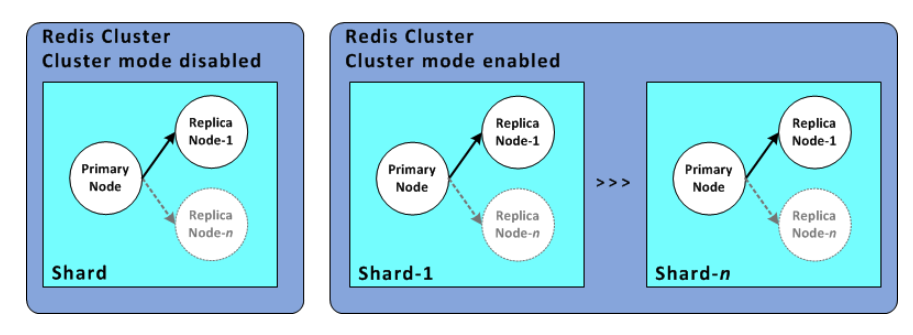 Redis Cluster
Cluster mode disabled
Replica
Node-1
Primary
Node
Replica
Node-n
Shard
Redis Cluster
Cluster mode enabled
Replica
Node-1
Primary
Node
Replica
Node-n
Shard-1
>>>
Replica
Node-1
Primary
Node
Replica
Node-n
Shard-n